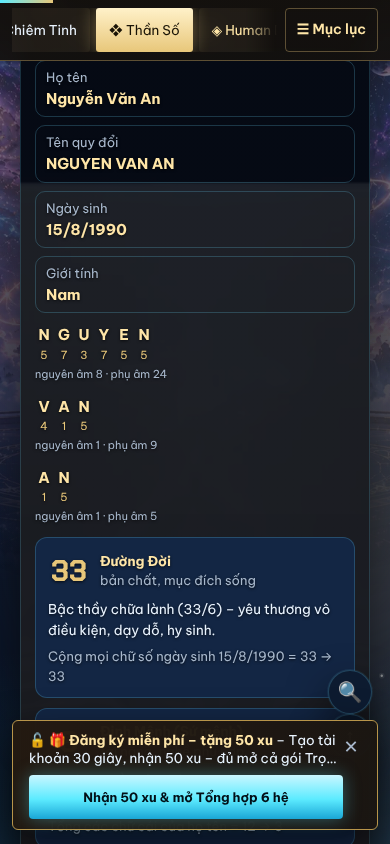 Chiêm Tinh ❖ Thần Số ◈ Human ☰ Mục lục
Họ tên
Nguyễn Văn An
Tên quy đổi
NGUYEN VAN AN
Ngày sinh
15/8/1990
Giới tính
Nam
N G U Y E N
5 7 3 7 5 5
nguyên âm 8 · phụ âm 24
V A N
4 1 5
nguyên âm 1 · phụ âm 9
A N
1 5
nguyên âm 1 · phụ âm 5
33 Đường Đời
bản chất, mục đích sống
Bậc thầy chữa lành (33/6) – yêu thương vô
điều kiện, dạy dỗ, hy sinh.
Cộng mọi chữ số ngày sinh 15/8/1990 = 33 →
33
🔓 🎁 Đăng ký miễn phí – tặng 50 xu – Tạo tài
khoản 30 giây, nhận 50 xu – đủ mở cả gói Trọ...
Nhận 50 xu & mở Tổng hợp 6 hệ